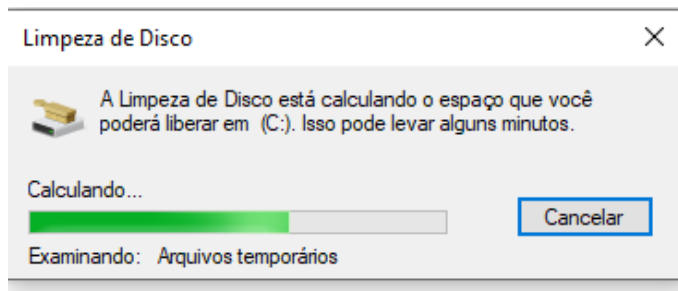 Limpeza de Disco
A Limpeza de Disco está calculando o espaço que você
poderá liberar em  (C:). Isso pode levar alguns minutos.
Calculando...
Cancelar
Examinando:   Arquivos temporários